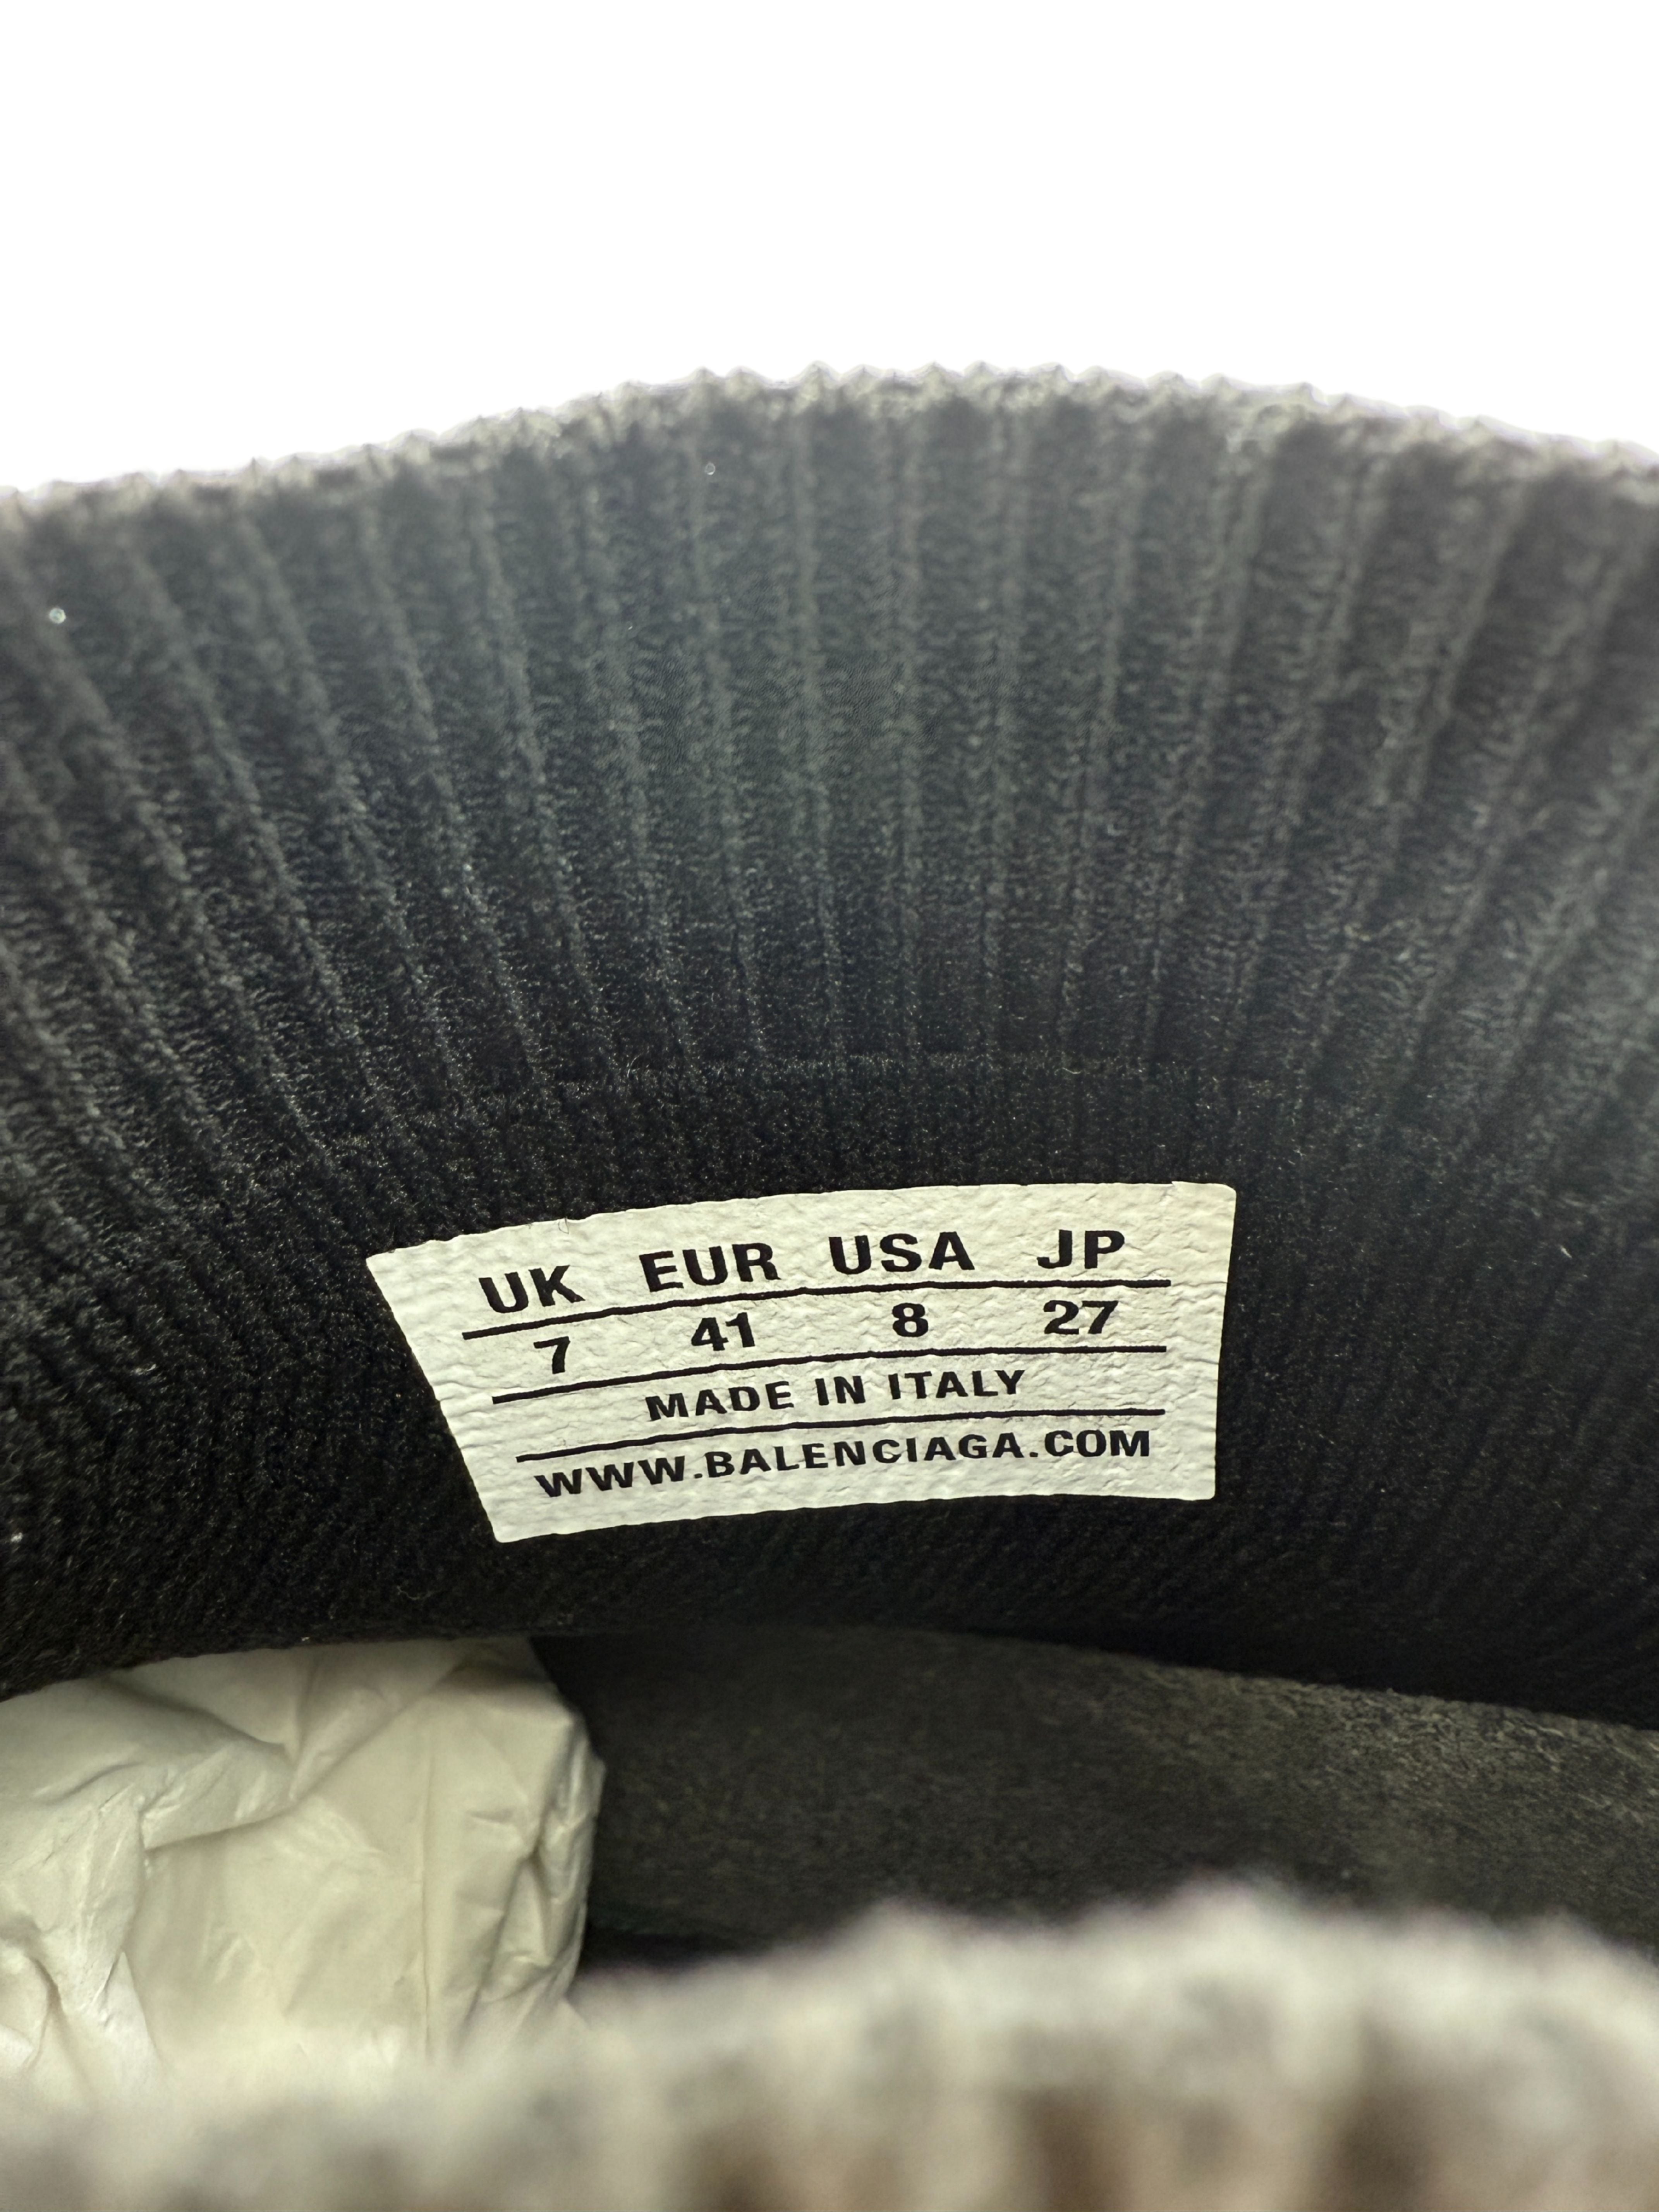 UK EUR USA JP
7 41 8 27
MADE IN ITALY
WWW.BALENCIAGA.COM